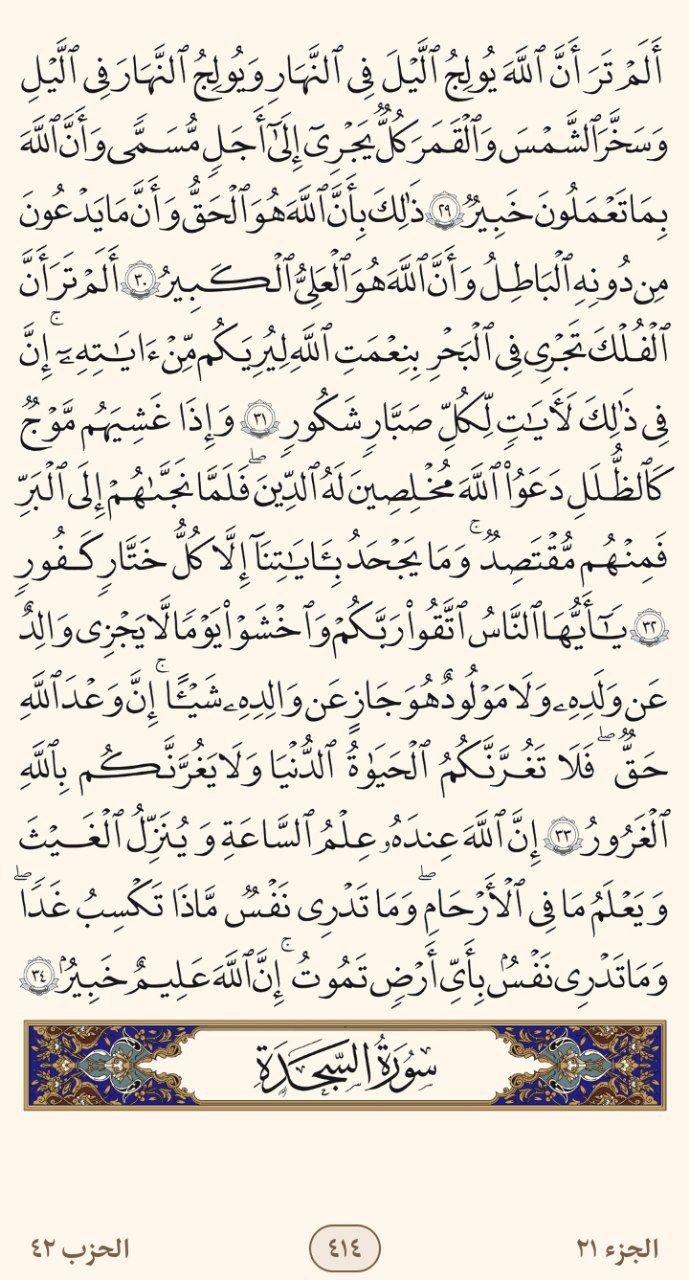 أَلَمۡ تَرَ أَنَّ ٱللَّهَ يُولِجُ ٱلَّيۡلَ فِي ٱلنَّهَارِ وَيُولِجُ ٱلنَّهَارَ فِي ٱلَّيۡلِ
وَسَخَّرَ ٱلشَّمۡسَ وَٱلۡقَمَرَ كُلّٞ يَجۡرِيٓ إِلَىٰٓ أَجَلٖ مُّسَمّٗى وَأَنَّ ٱللَّهَ
بِمَا تَعۡمَلُونَ خَبِيرٞ ٢٩ ذَٰلِكَ بِأَنَّ ٱللَّهَ هُوَ ٱلۡحَقُّ وَأَنَّ مَا يَدۡعُونَ
مِن دُونِهِ ٱلۡبَٰطِلُ وَأَنَّ ٱللَّهَ هُوَ ٱلۡعَلِيُّ ٱلۡكَبِيرُ ٣٠ أَلَمۡ تَرَ أَنَّ
ٱلۡفُلۡكَ تَجۡرِي فِي ٱلۡبَحۡرِ بِنِعۡمَتِ ٱللَّهِ لِيُرِيَكُم مِّنۡ ءَايَٰتِهِۦٓۚ إِنَّ
فِي ذَٰلِكَ لَأٓيَٰتٖ لِّكُلِّ صَبَّارٖ شَكُورٖ ٣١ وَإِذَا غَشِيَهُم مَّوۡجٞ
كَٱلظُّلَلِ دَعَوُاْ ٱللَّهَ مُخۡلِصِينَ لَهُ ٱلدِّينَۖ فَلَمَّا نَجَّىٰهُمۡ إِلَى ٱلۡبَرِّ
فَمِنۡهُم مُّقۡتَصِدٞۚ وَمَا يَجۡحَدُ بِـَٔايَٰتِنَآ إِلَّا كُلُّ خَتَّارٖ كَفُورٖ
٣٢ يَٰٓأَيُّهَا ٱلنَّاسُ ٱتَّقُواْ رَبَّكُمۡ وَٱخۡشَوۡاْ يَوۡمٗا لَّا يَجۡزِي وَالِدٌ
عَن وَلَدِهِۦ وَلَا مَوۡلُودٌ هُوَ جَازٍ عَن وَالِدِهِۦ شَيۡـًٔاۚ إِنَّ وَعۡدَ ٱللَّهِ
حَقّٞۖ فَلَا تَغُرَّنَّكُمُ ٱلۡحَيَوٰةُ ٱلدُّنۡيَا وَلَا يَغُرَّنَّكُم بِٱللَّهِ
ٱلۡغَرُورُ ٣٣ إِنَّ ٱللَّهَ عِندَهُۥ عِلۡمُ ٱلسَّاعَةِ وَيُنَزِّلُ ٱلۡغَيۡثَ
وَيَعۡلَمُ مَا فِي ٱلۡأَرۡحَامِۖ وَمَا تَدۡرِي نَفۡسٞ مَّاذَا تَكۡسِبُ غَدٗاۖ
وَمَا تَدۡرِي نَفۡسُۢ بِأَيِّ أَرۡضٖ تَمُوتُۚ إِنَّ ٱللَّهَ عَلِيمٌ خَبِيرُۢ ٣٤
سُورَةُ السَّجۡدَةِ
الجزء ٢١
٤١٤
الحزب ٤٢